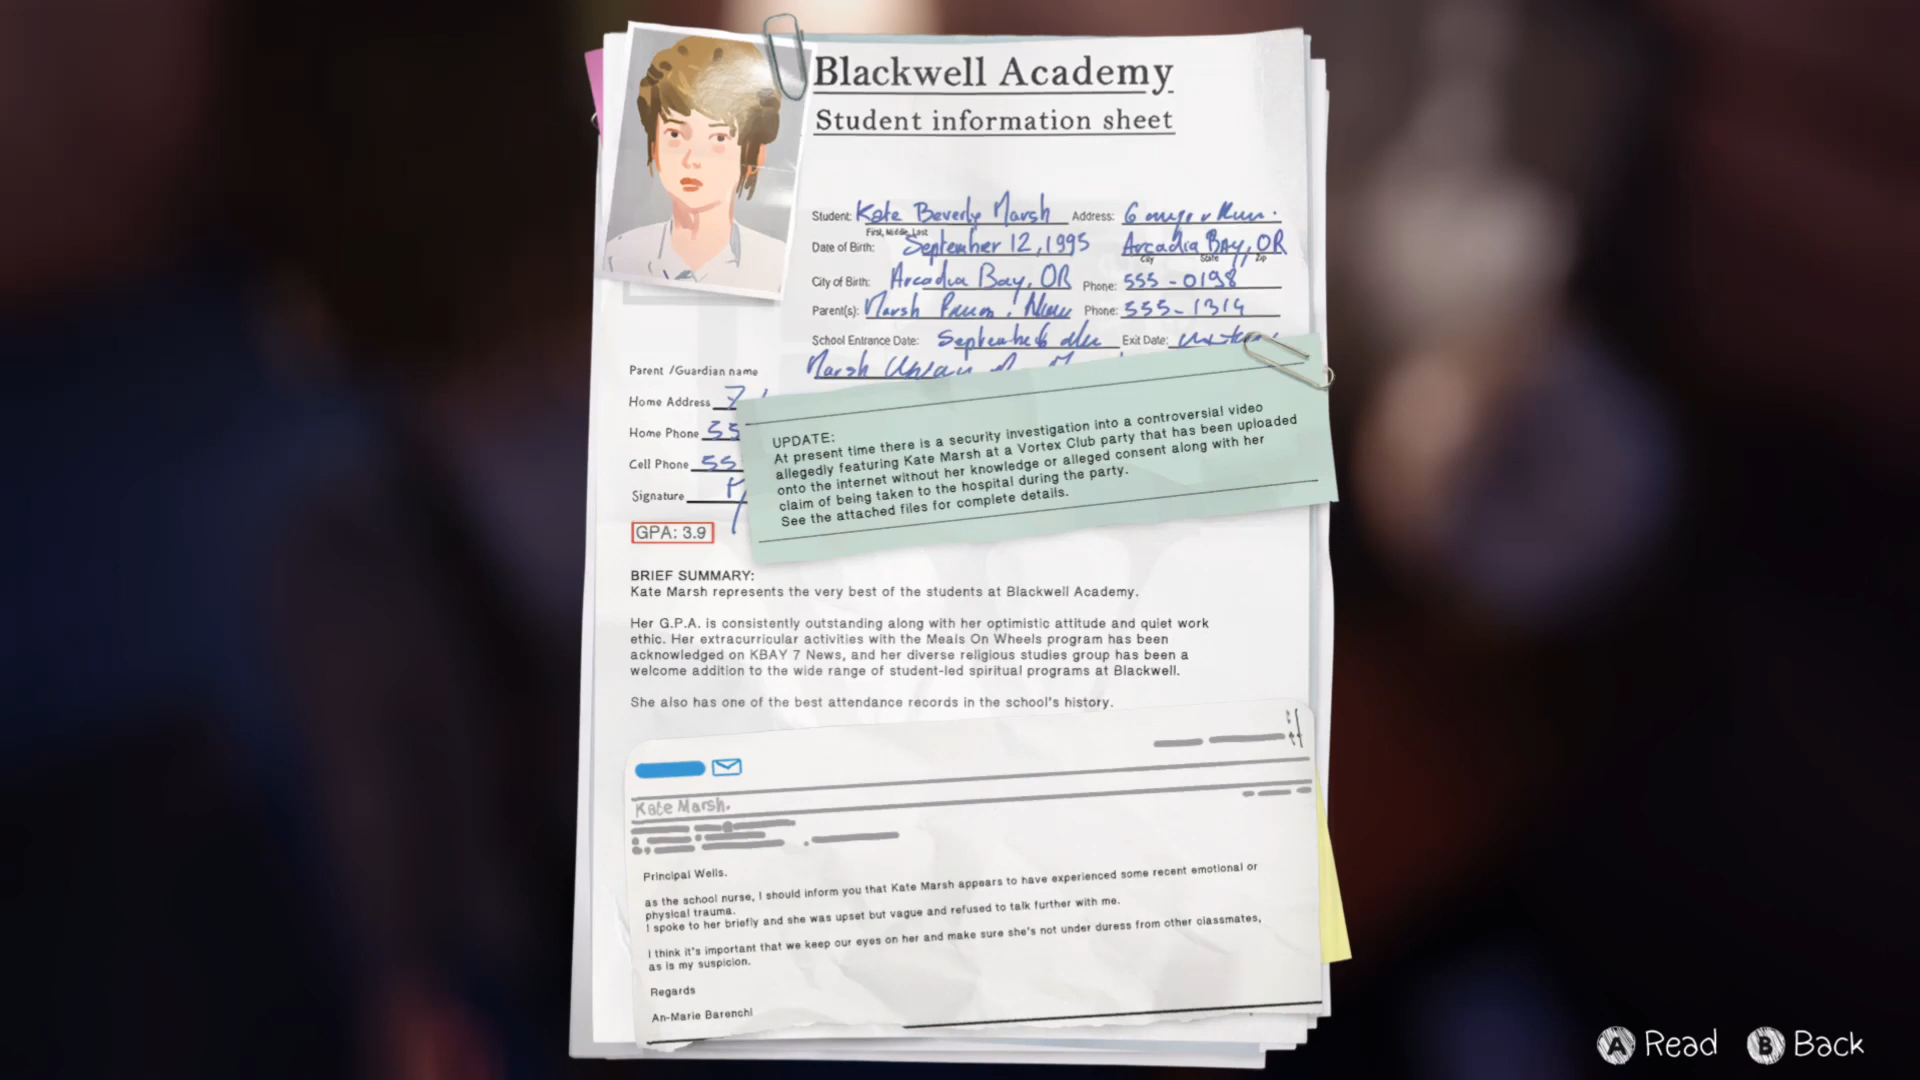 Blackwell Academy
Student information sheet
Student: Kate Beverly Marsh Address: 6
First, Middle, Last
Date of Birth: September 12, 1995 Arcadia Bay, OR
City State Zip
City of Birth: Arcadia Bay, OR Phone: 555-0198
Parent(s): Marsh Phone: 555-1314
School Entrance Date: Exit Date:
Parent /Guardian name Marsh
Home Address 7
Home Phone 55
Cell Phone 55
Signature
UPDATE:
At present time there is a security investigation into a controversial video
allegedly featuring Kate Marsh at a Vortex Club party that has been uploaded
onto the internet without her knowledge or alleged consent along with her
claim of being taken to the hospital during the party.
See the attached files for complete details.
GPA: 3.9
BRIEF SUMMARY:
Kate Marsh represents the very best of the students at Blackwell Academy.
Her G.P.A. is consistently outstanding along with her optimistic attitude and quiet work
ethic. Her extracurricular activities with the Meals On Wheels program has been
acknowledged on KBAY 7 News, and her diverse religious studies group has been a
welcome addition to the wide range of student-led spiritual programs at Blackwell.
She also has one of the best attendance records in the school's history.
Kate Marsh.
Principal Wells.
as the school nurse, I should inform you that Kate Marsh appears to have experienced some recent emotional or
physical trauma.
I spoke to her briefly and she was upset but vague and refused to talk further with me.
I think it's important that we keep our eyes on her and make sure she's not under duress from other classmates,
as is my suspicion.
Regards
An-Marie Barenchi
A Read B Back